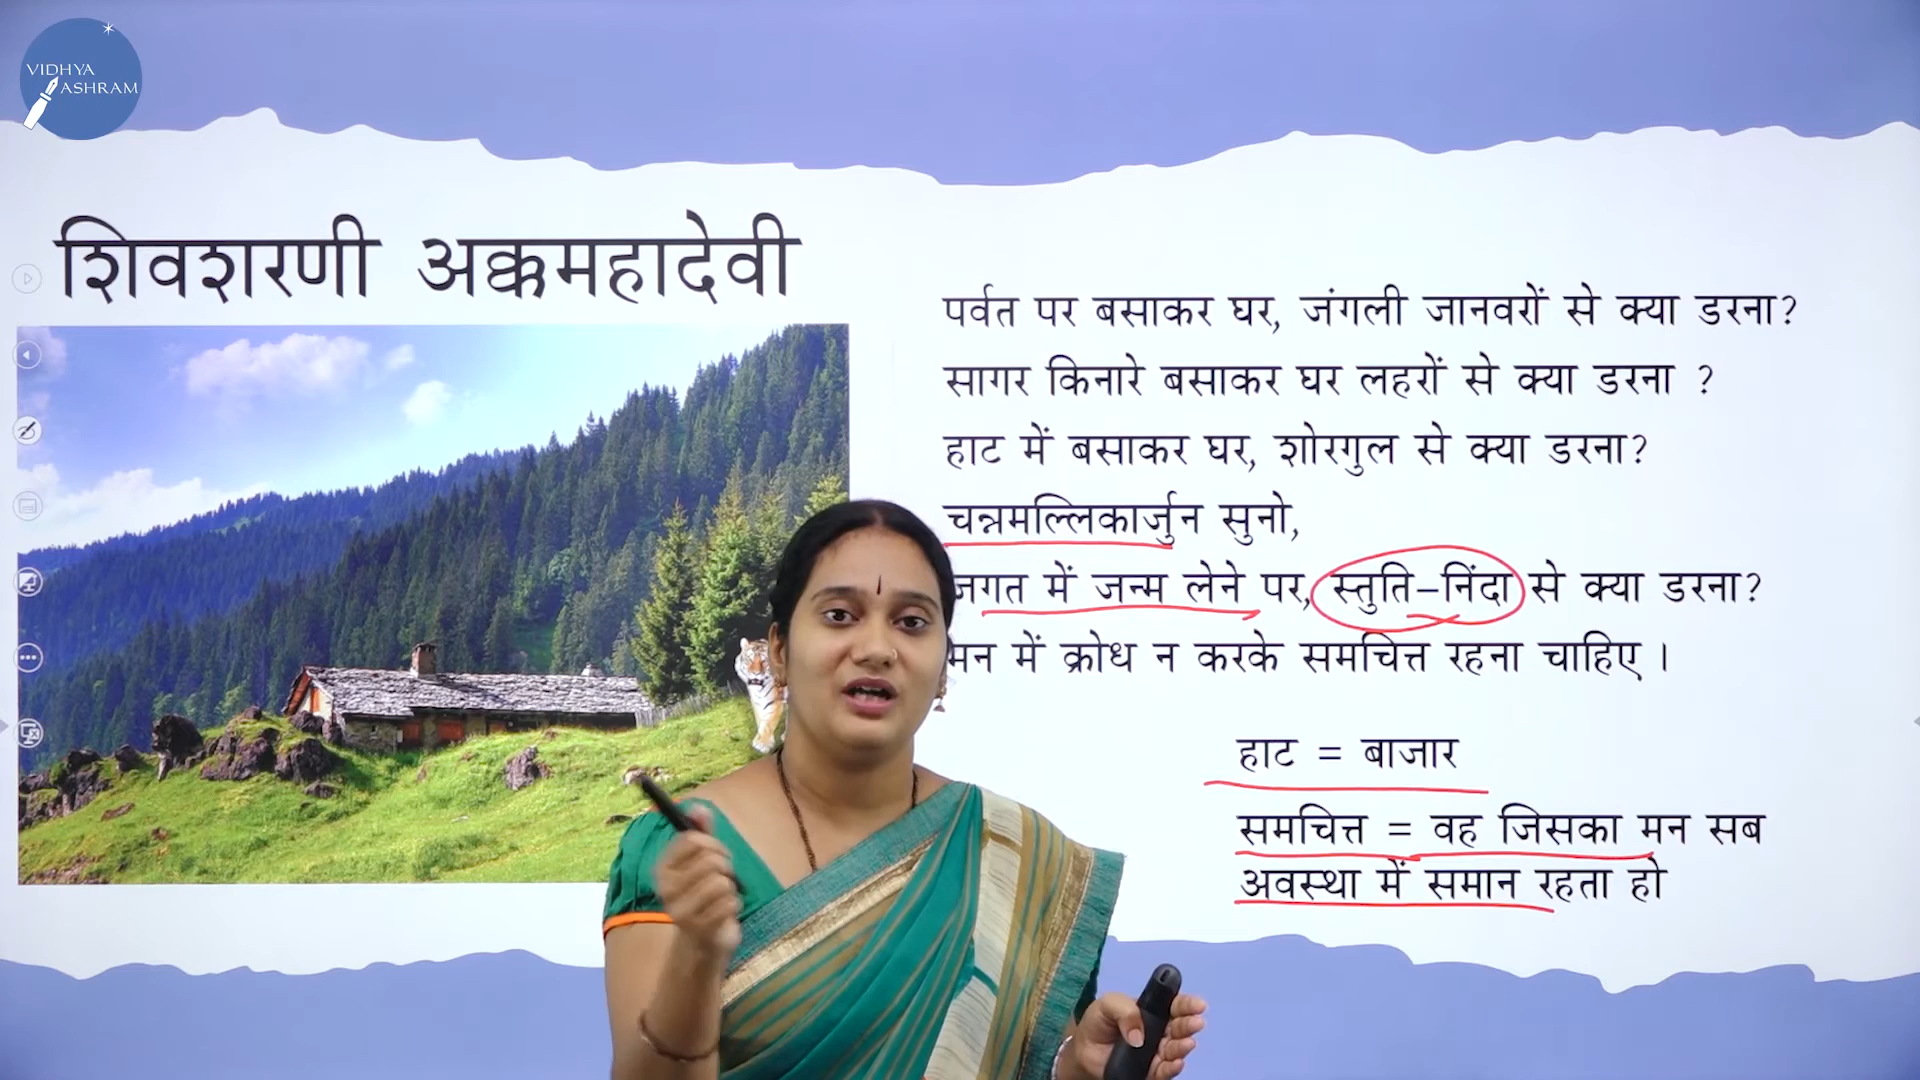 VIDHYA
ASHRAM
शिवशरणी अक्कमहादेवी
पर्वत पर बसाकर घर, जंगली जानवरों से क्या डरना?
सागर किनारे बसाकर घर लहरों से क्या डरना ?
हाट में बसाकर घर, शोरगुल से क्या डरना?
चन्नमल्लिकार्जुन सुनो,
जगत में जन्म लेने पर, स्तुति–निंदा से क्या डरना?
मन में क्रोध न करके समचित्त रहना चाहिए ।
हाट = बाजार
समचित्त = वह जिसका मन सब
अवस्था में समान रहता हो